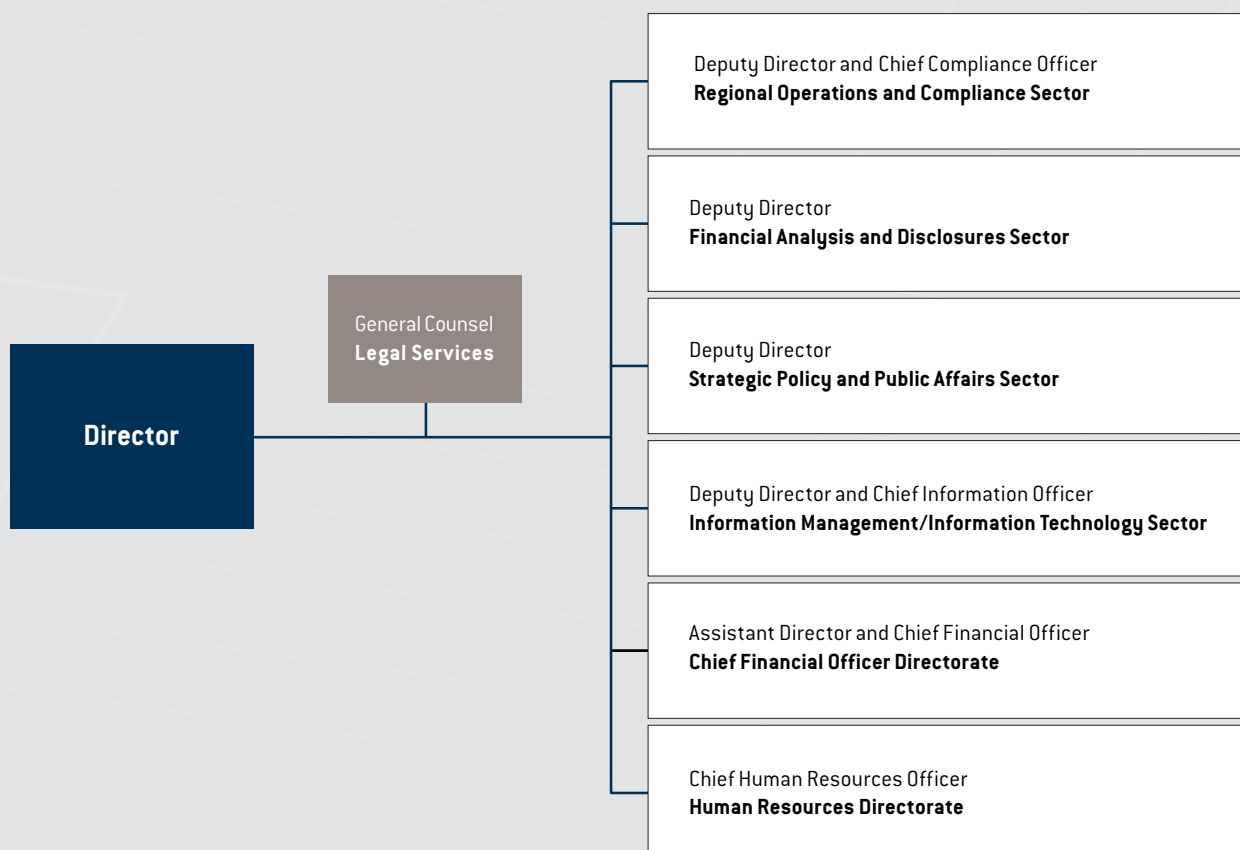 Deputy Director and Chief Compliance Officer
Regional Operations and Compliance Sector
Deputy Director
Financial Analysis and Disclosures Sector
General Counsel
Legal Services
Deputy Director
Strategic Policy and Public Affairs Sector
Director
Deputy Director and Chief Information Officer
Information Management/Information Technology Sector
Assistant Director and Chief Financial Officer
Chief Financial Officer Directorate
Chief Human Resources Officer
Human Resources Directorate